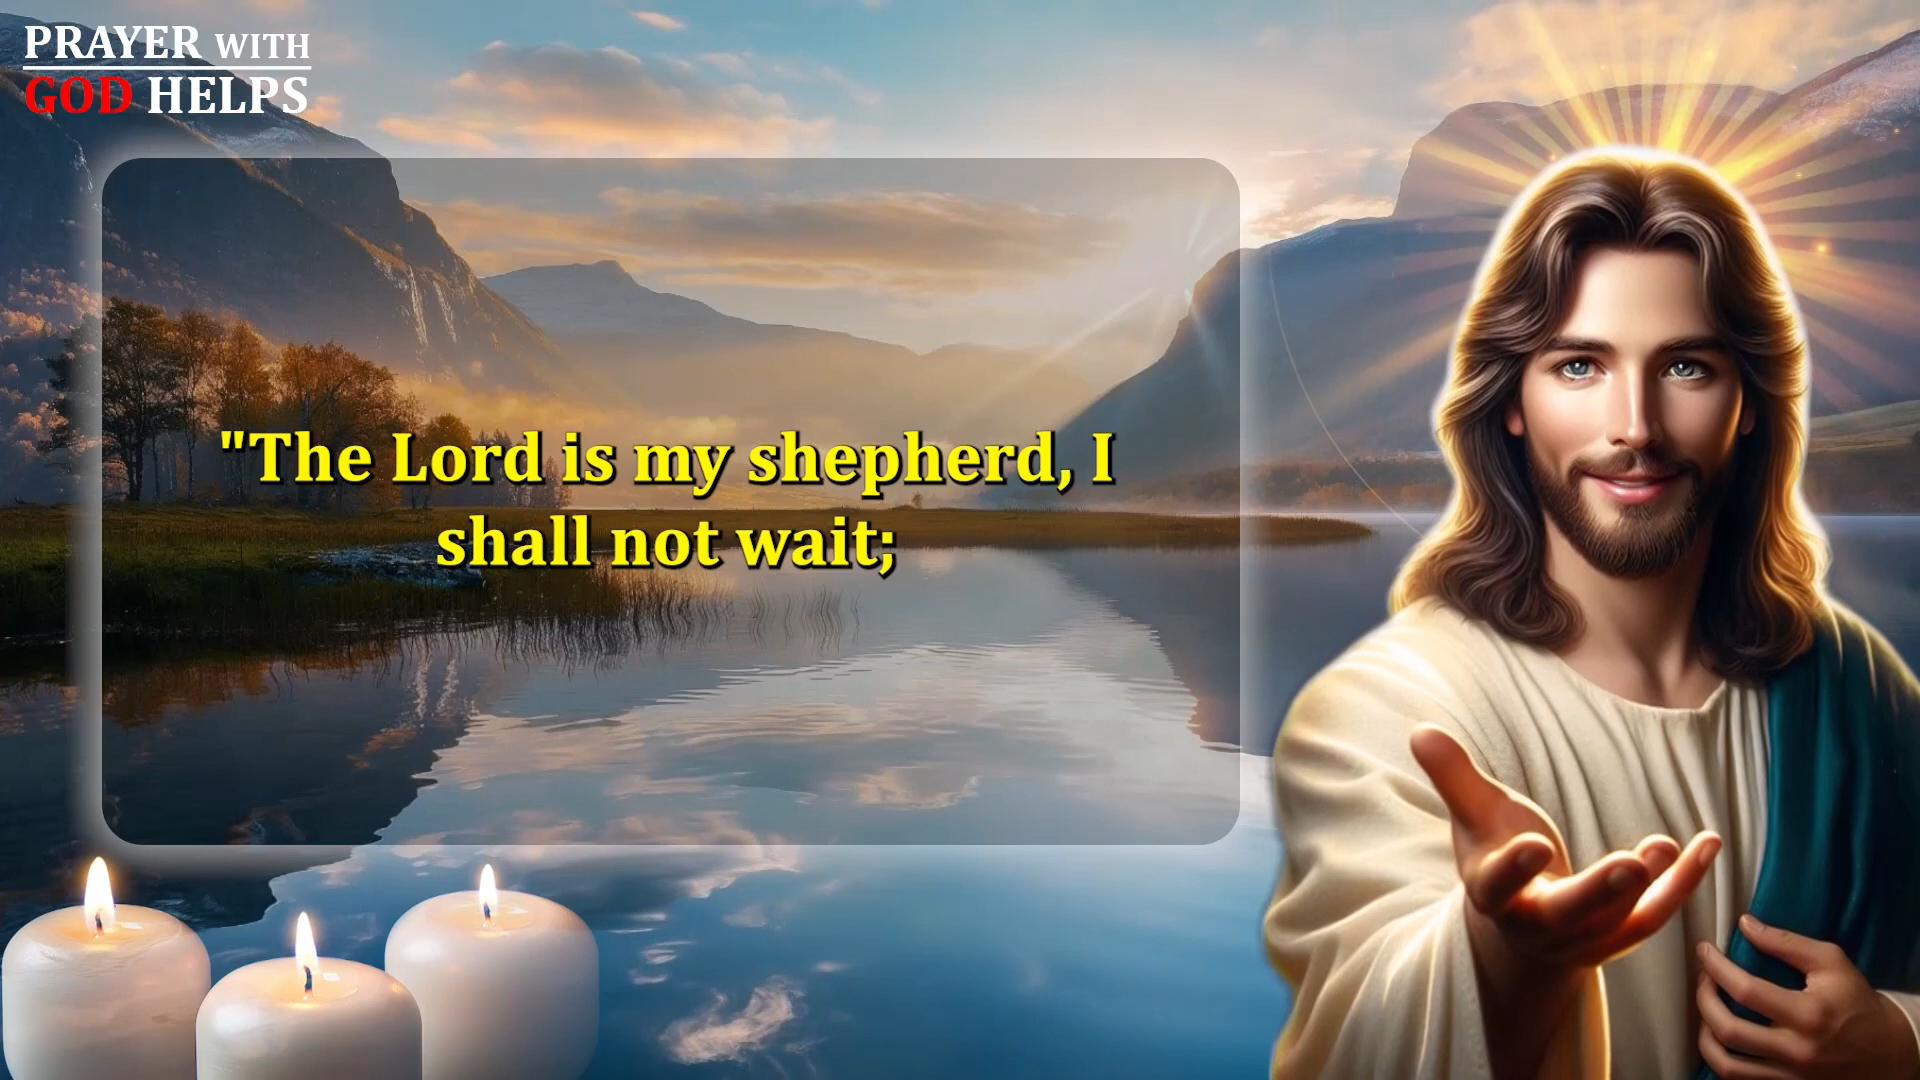 PRAYER WITH
GOD HELPS
"The Lord is my shepherd, I
shall not wait;